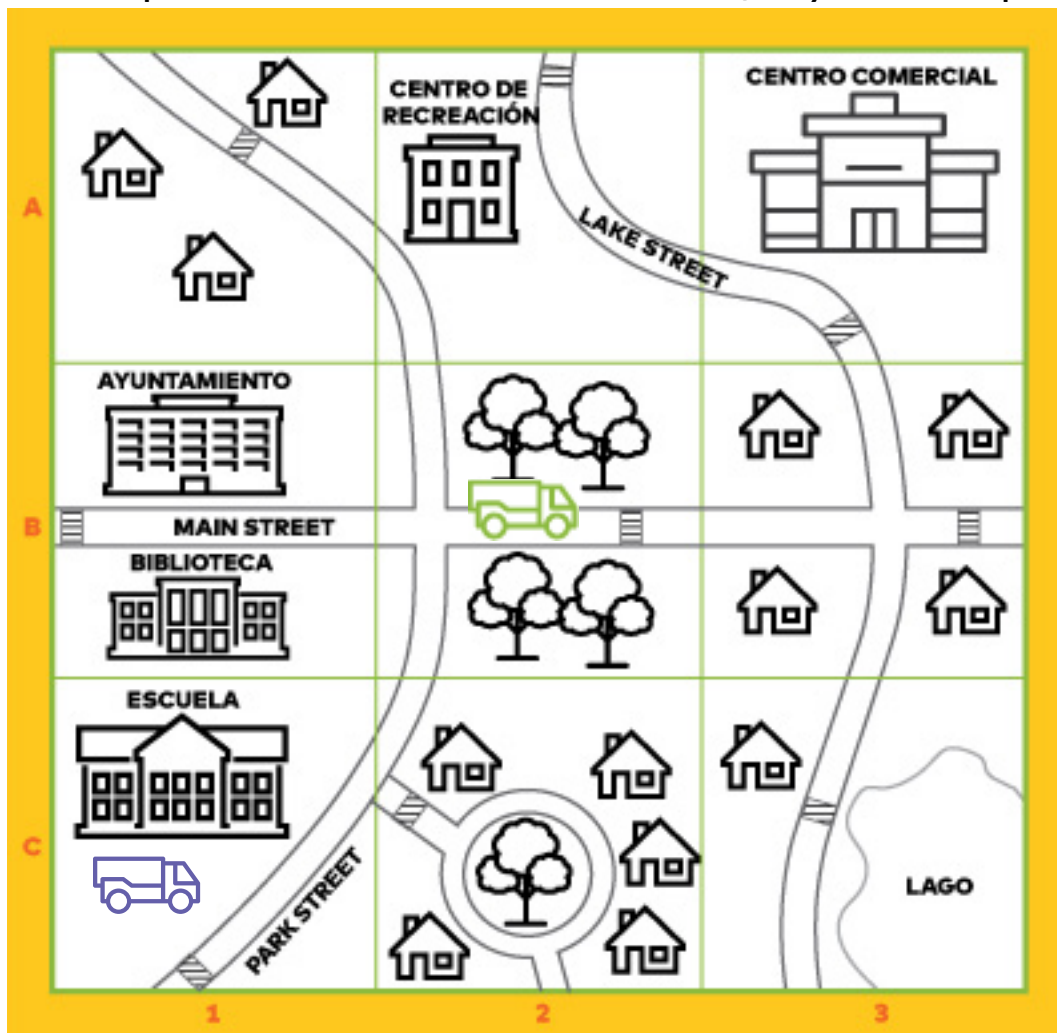 CENTRO DE
RECREACIÓN
CENTRO COMERCIAL
A
LAKE STREET
AYUNTAMIENTO
B
MAIN STREET
BIBLIOTECA
ESCUELA
C
PARK STREET
LAGO
1
2
3